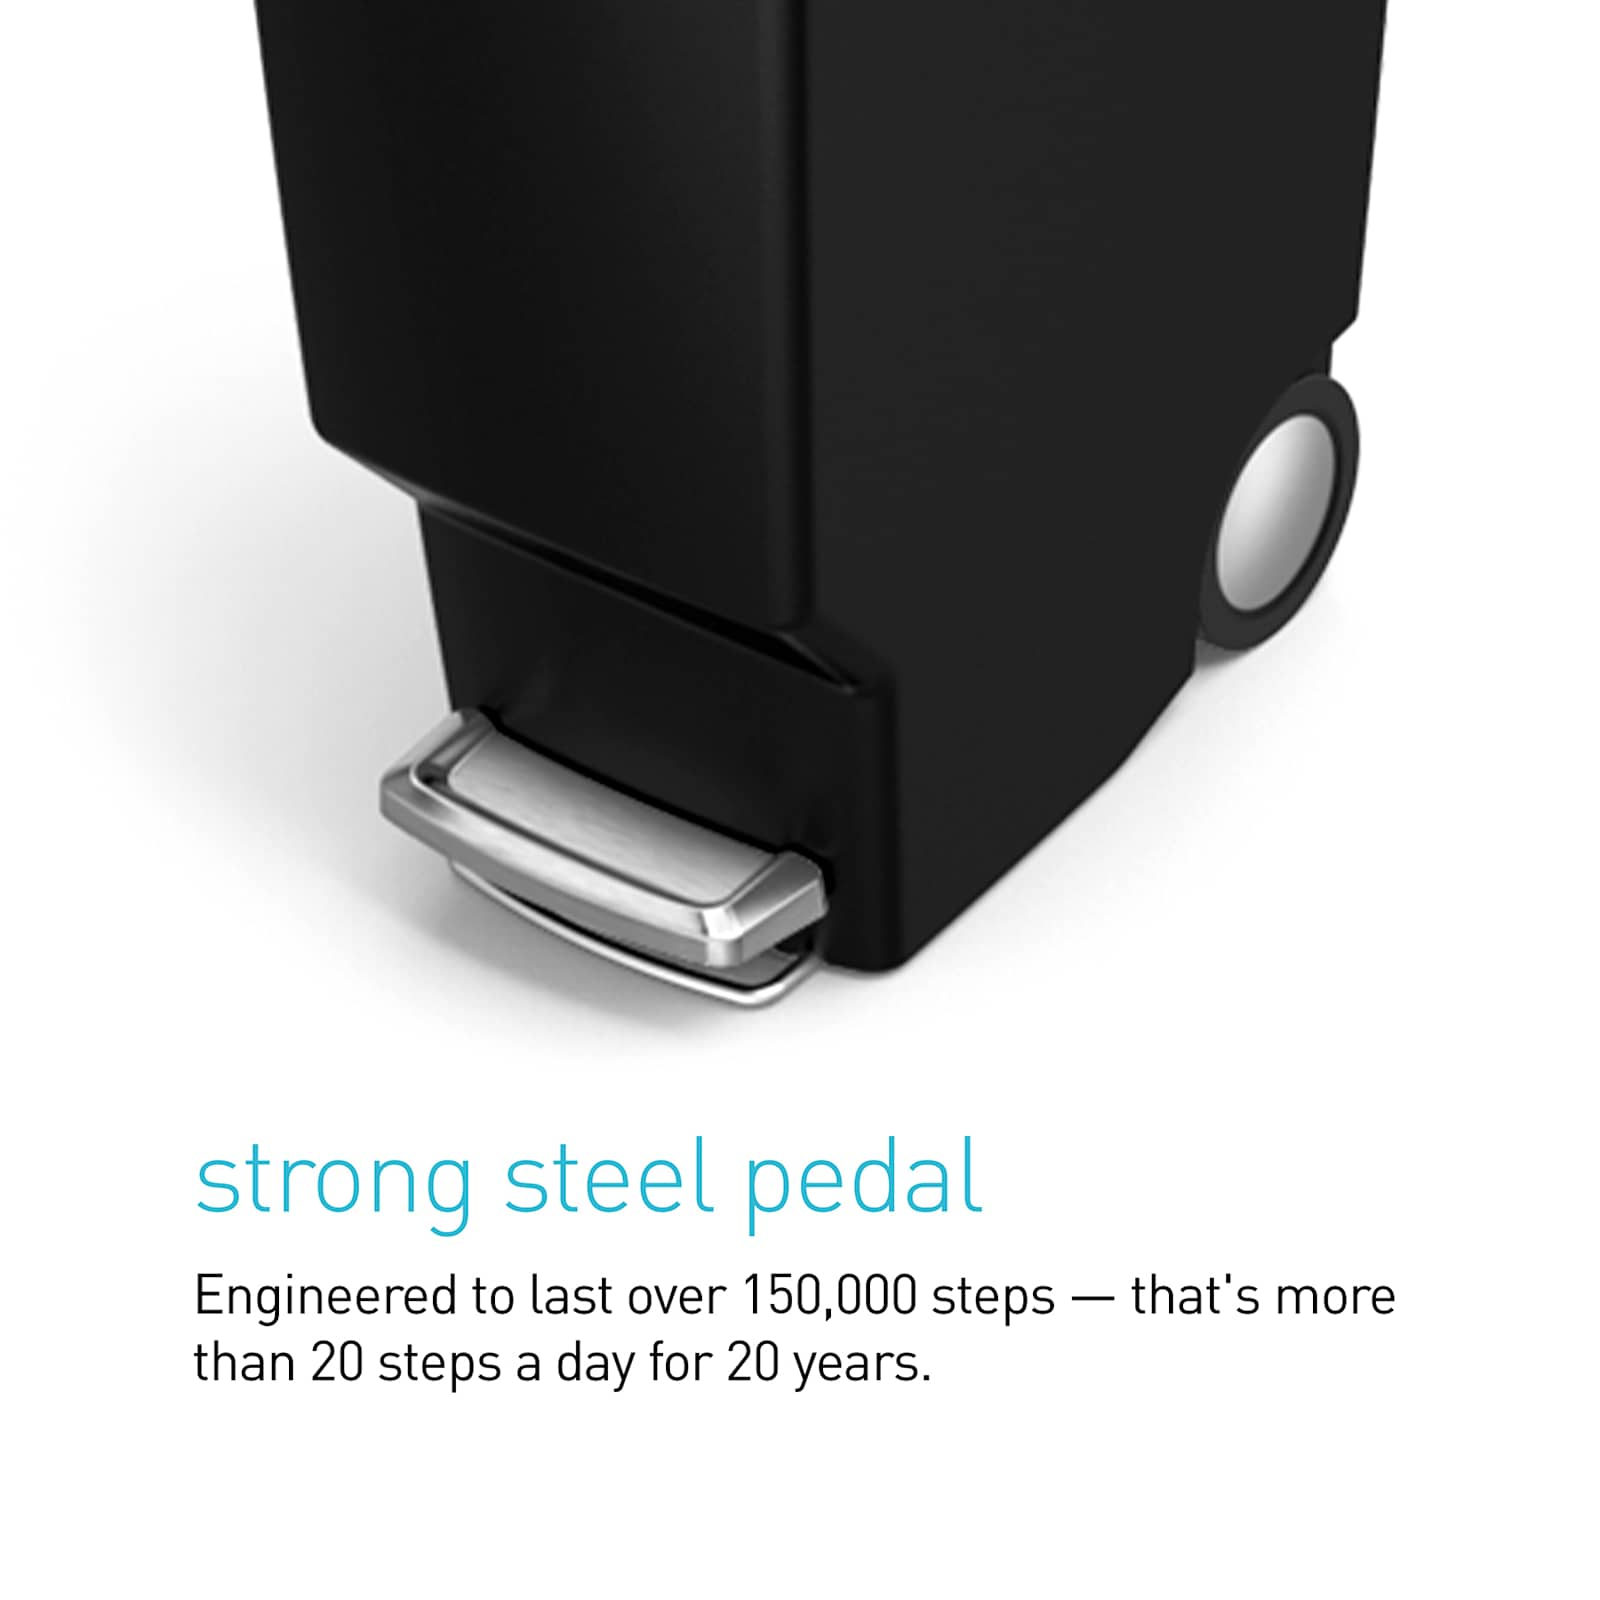 strong steel pedal
Engineered to last over 150,000 steps — that's more
than 20 steps a day for 20 years.